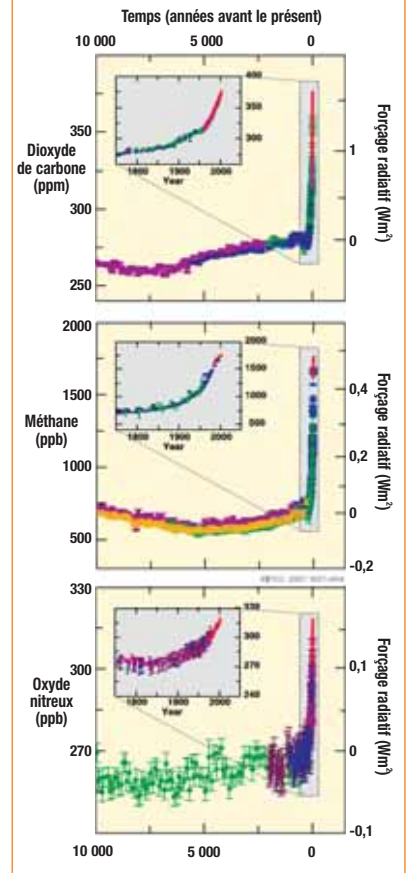 Temps (années avant le présent)
10 000 5 000 0
400
350
300
250
Dioxyde
de carbone
(ppm)
400
350
300
1800 1900 2000
Year
1
0
Forçage radiatif (Wm²)
2000
1500
1000
500
Méthane
(ppb)
2000
1500
1000
500
1800 1900 2000
Year
0,4
0,2
0
-0,2
Forçage radiatif (Wm²)
330
300
270
Oxyde
nitreux
(ppb)
330
300
270
240
1800 1900 2000
Year
0,1
0
-0,1
Forçage radiatif (Wm²)
10 000 5 000 0